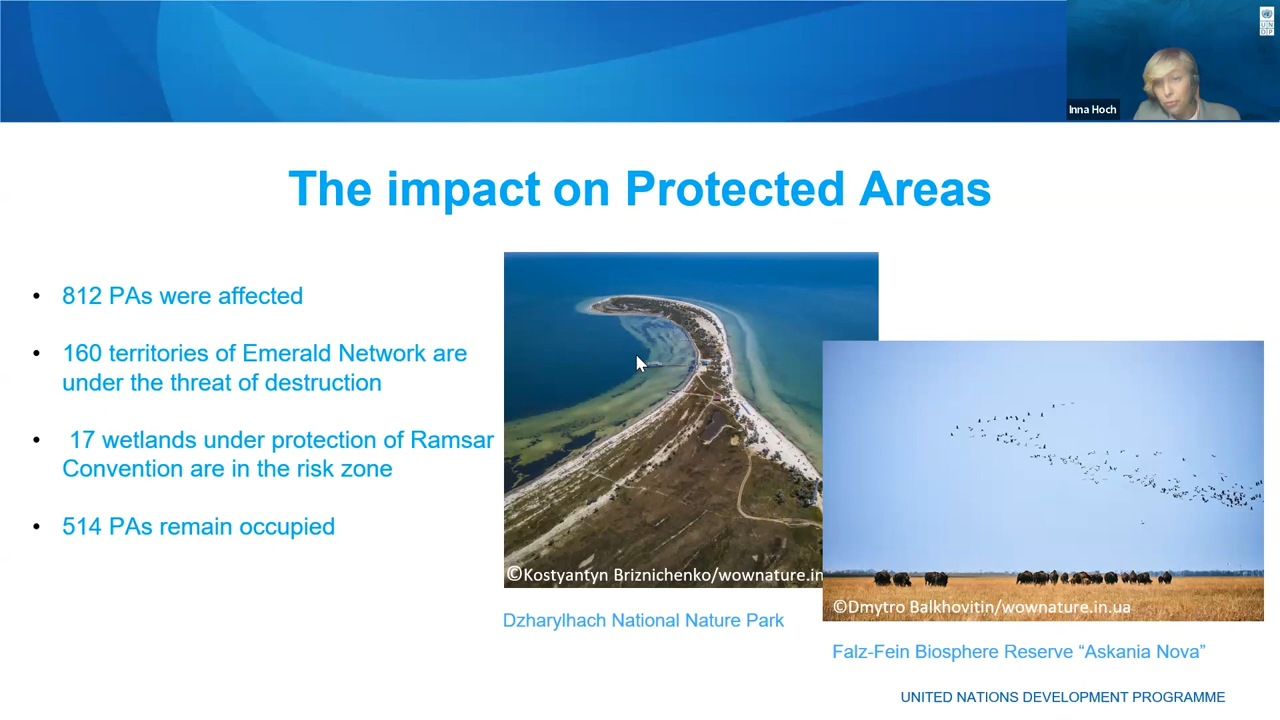 U N
D P
Inna Hoch
The impact on Protected Areas
• 812 PAs were affected
• 160 territories of Emerald Network are
under the threat of destruction
• 17 wetlands under protection of Ramsar
Convention are in the risk zone
• 514 PAs remain occupied
©Kostyantyn Briznichenko/wownature.in
Dzharylhach National Nature Park
©Dmytro Balkhovitin/wownature.in.ua
Falz-Fein Biosphere Reserve “Askania Nova”
UNITED NATIONS DEVELOPMENT PROGRAMME